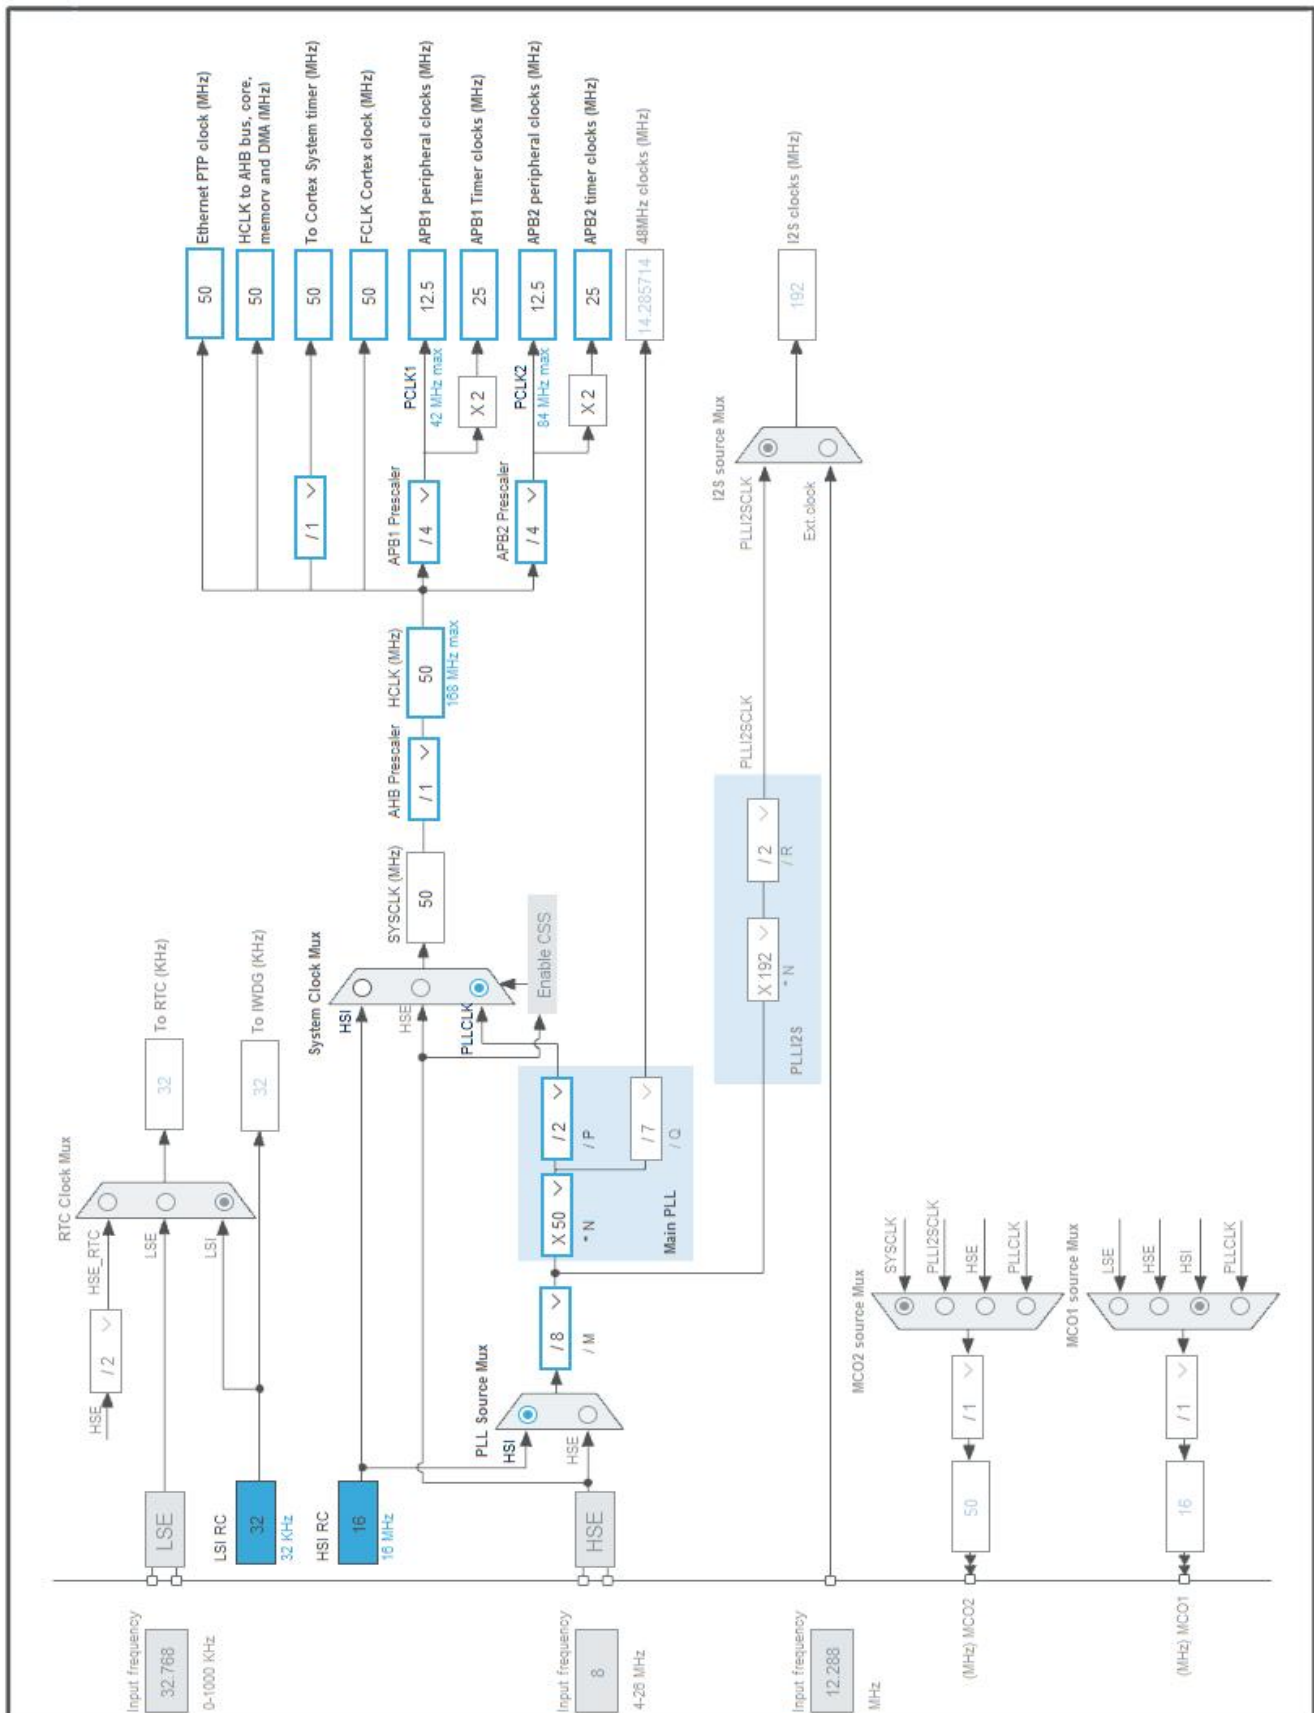 Input frequency
32.768
0-1000 KHz
LSE
LSI RC
32
32 KHz
HSI RC
16
16 MHz
Input frequency
8
4-26 MHz
HSE
Input frequency
12.288
MHz
HSE
/ 2
HSE_RTC
LSE
LSI
RTC Clock Mux
32
To RTC (KHz)
32
To IWDG (KHz)
PLL Source Mux
HSI
HSE
/ 8
/ M
X 50
* N
/ 2
/ P
/ 7
/ Q
Main PLL
System Clock Mux
HSI
HSE
PLLCLK
Enable CSS
SYSCLK (MHz)
50
AHB Prescaler
/ 1
HCLK (MHz)
50
168 MHz max
/ 1
APB1 Prescaler
/ 4
PCLK1
42 MHz max
X 2
APB2 Prescaler
/ 4
PCLK2
84 MHz max
X 2
50
Ethernet PTP clock (MHz)
50
HCLK to AHB bus, core,
memory and DMA (MHz)
50
To Cortex System timer (MHz)
50
FCLK Cortex clock (MHz)
12.5
APB1 peripheral clocks (MHz)
25
APB1 Timer clocks (MHz)
12.5
APB2 peripheral clocks (MHz)
25
APB2 timer clocks (MHz)
14.285714
48MHz clocks (MHz)
PLLI2S
X 192
* N
/ 2
/ R
PLLI2SCLK
PLLI2SCLK
Ext.clock
I2S source Mux
192
I2S clocks (MHz)
MCO2 source Mux
SYSCLK
PLLI2SCLK
HSE
PLLCLK
/ 1
50
(MHz) MCO2
MCO1 source Mux
LSE
HSE
HSI
PLLCLK
/ 1
16
(MHz) MCO1